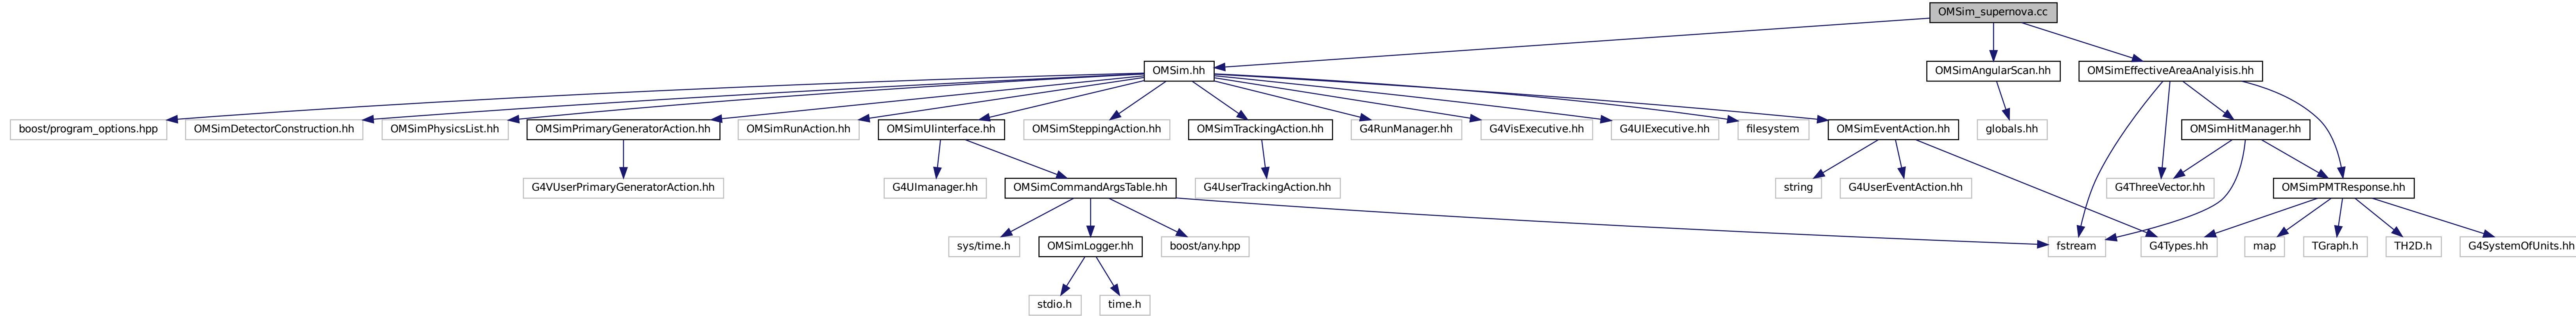 OMSim_supernova.cc
OMSim.hh
OMSimAngularScan.hh
OMSimEffectiveAreaAnalyisis.hh
boost/program_options.hpp
OMSimDetectorConstruction.hh
OMSimPhysicsList.hh
OMSimPrimaryGeneratorAction.hh
OMSimRunAction.hh
OMSimUIinterface.hh
OMSimSteppingAction.hh
OMSimTrackingAction.hh
G4RunManager.hh
G4VisExecutive.hh
G4UIExecutive.hh
filesystem
OMSimEventAction.hh
globals.hh
OMSimHitManager.hh
G4VUserPrimaryGeneratorAction.hh
G4UImanager.hh
OMSimCommandArgsTable.hh
G4UserTrackingAction.hh
string
G4UserEventAction.hh
G4ThreeVector.hh
OMSimPMTResponse.hh
sys/time.h
OMSimLogger.hh
boost/any.hpp
fstream
G4Types.hh
map
TGraph.h
TH2D.h
G4SystemOfUnits.hh
stdio.h
time.h